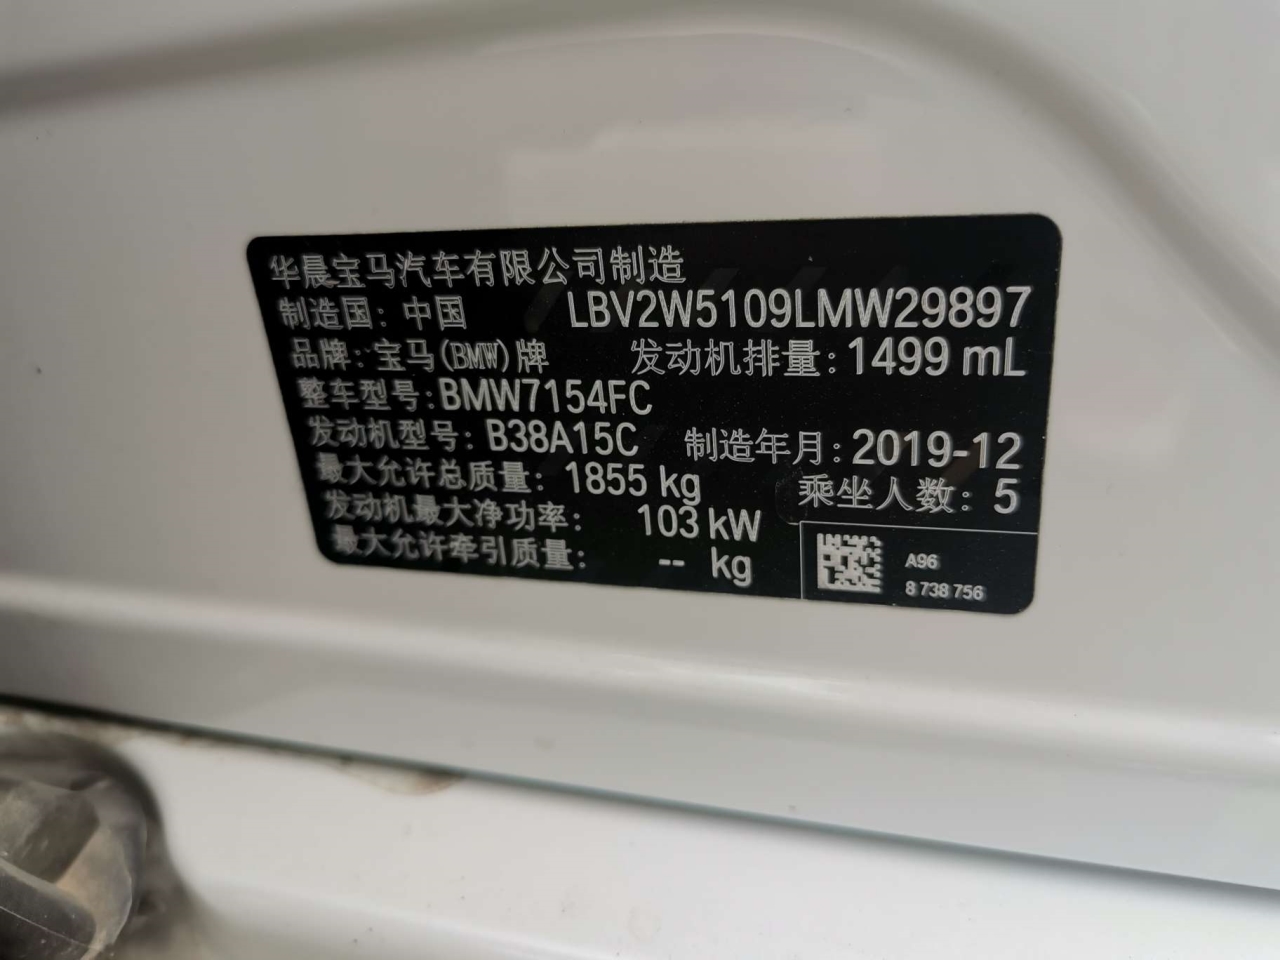 华晨宝马汽车有限公司制造
制造国: 中国 LBV2W5109LMW29897
品牌: 宝马(BMW)牌 发动机排量: 1499 mL
整车型号: BMW7154FC
发动机型号: B38A15C 制造年月: 2019-12
最大允许总质量: 1855 kg 乘坐人数: 5
发动机最大净功率: 103 kW
最大允许牵引质量: -- kg
A96
8 738 756